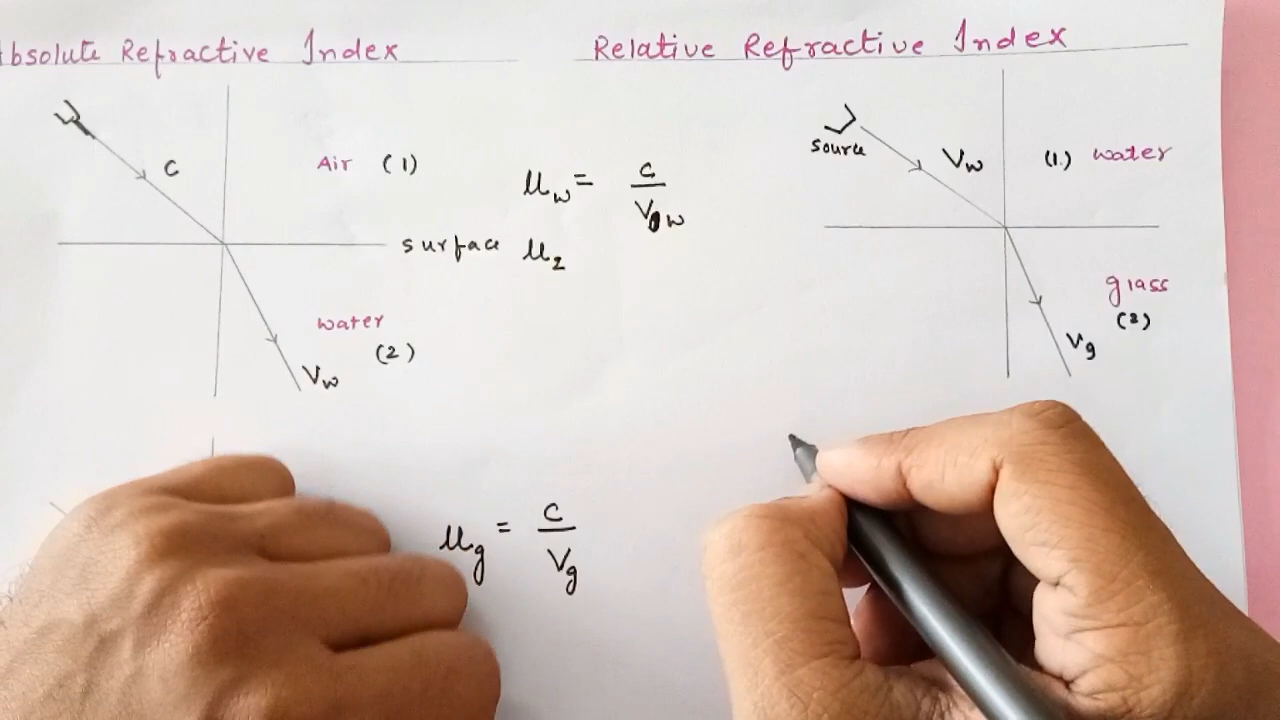 Absolute Refractive Index
Relative Refractive Index
C
Air (1)
μw = c/Vw
surface μ2
water
(2)
Vw
source
Vw
(1.) water
glass
(2)
Vg
μg = c/Vg